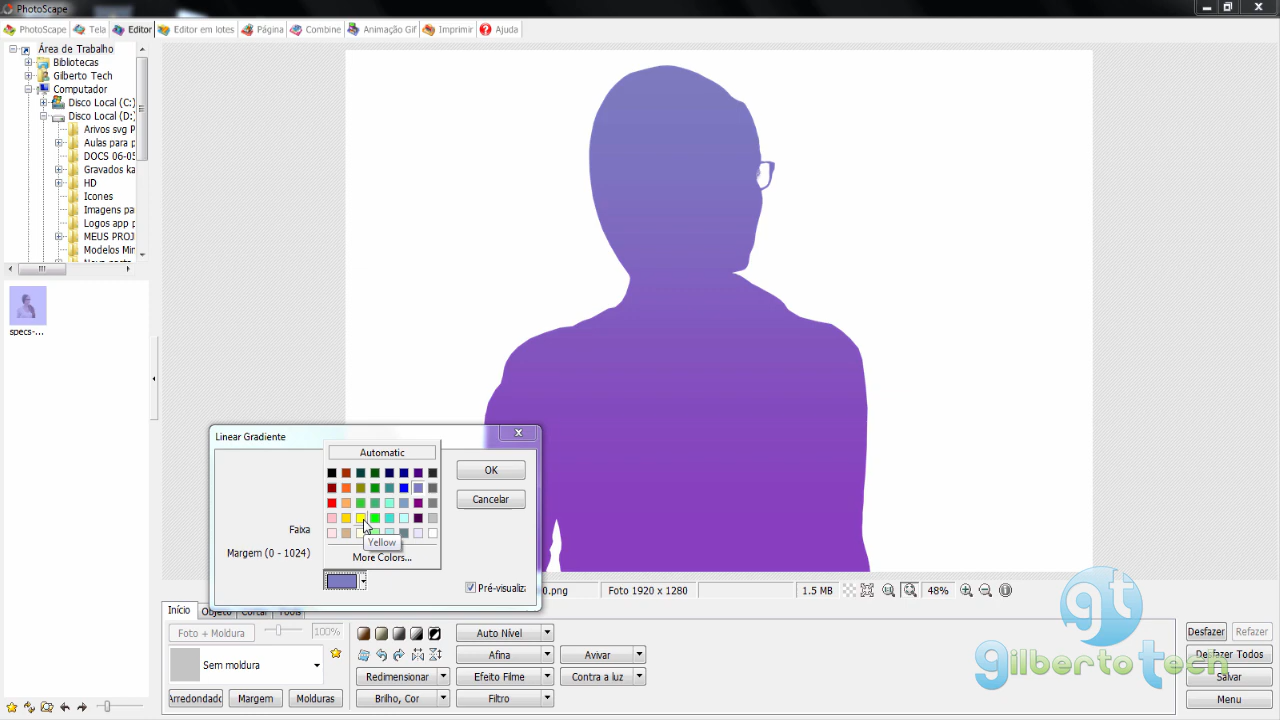 PhotoScape
PhotoScape
Tela
Editor
Editor em lotes
Página
Combine
Animação Gif
Imprimir
Ajuda
Área de Trabalho
Bibliotecas
Gilberto Tech
Computador
Disco Local (C:)
Disco Local (D:)
Arivos svg P
Aulas para p
DOCS 06-05
Gravados ka
HD
Icones
Imagens pa
Logos app p
MEUS PROJ
Modelos Min
specs-...
Linear Gradiente
Automatic
OK
Cancelar
Faixa
Yellow
Margem (0 - 1024)
More Colors...
Pré-visualiz
0.png
Foto 1920 x 1280
1.5 MB
48%
Início
Objeto
Cortar
Tools
Foto + Moldura
100%
Auto Nível
Sem moldura
Afina
Avivar
Redimensionar
Efeito Filme
Contra a luz
Arredondado
Margem
Molduras
Brilho, Cor
Filtro
Desfazer
Refazer
Desfazer Todos
Salvar
Menu
gt
gilberto tech